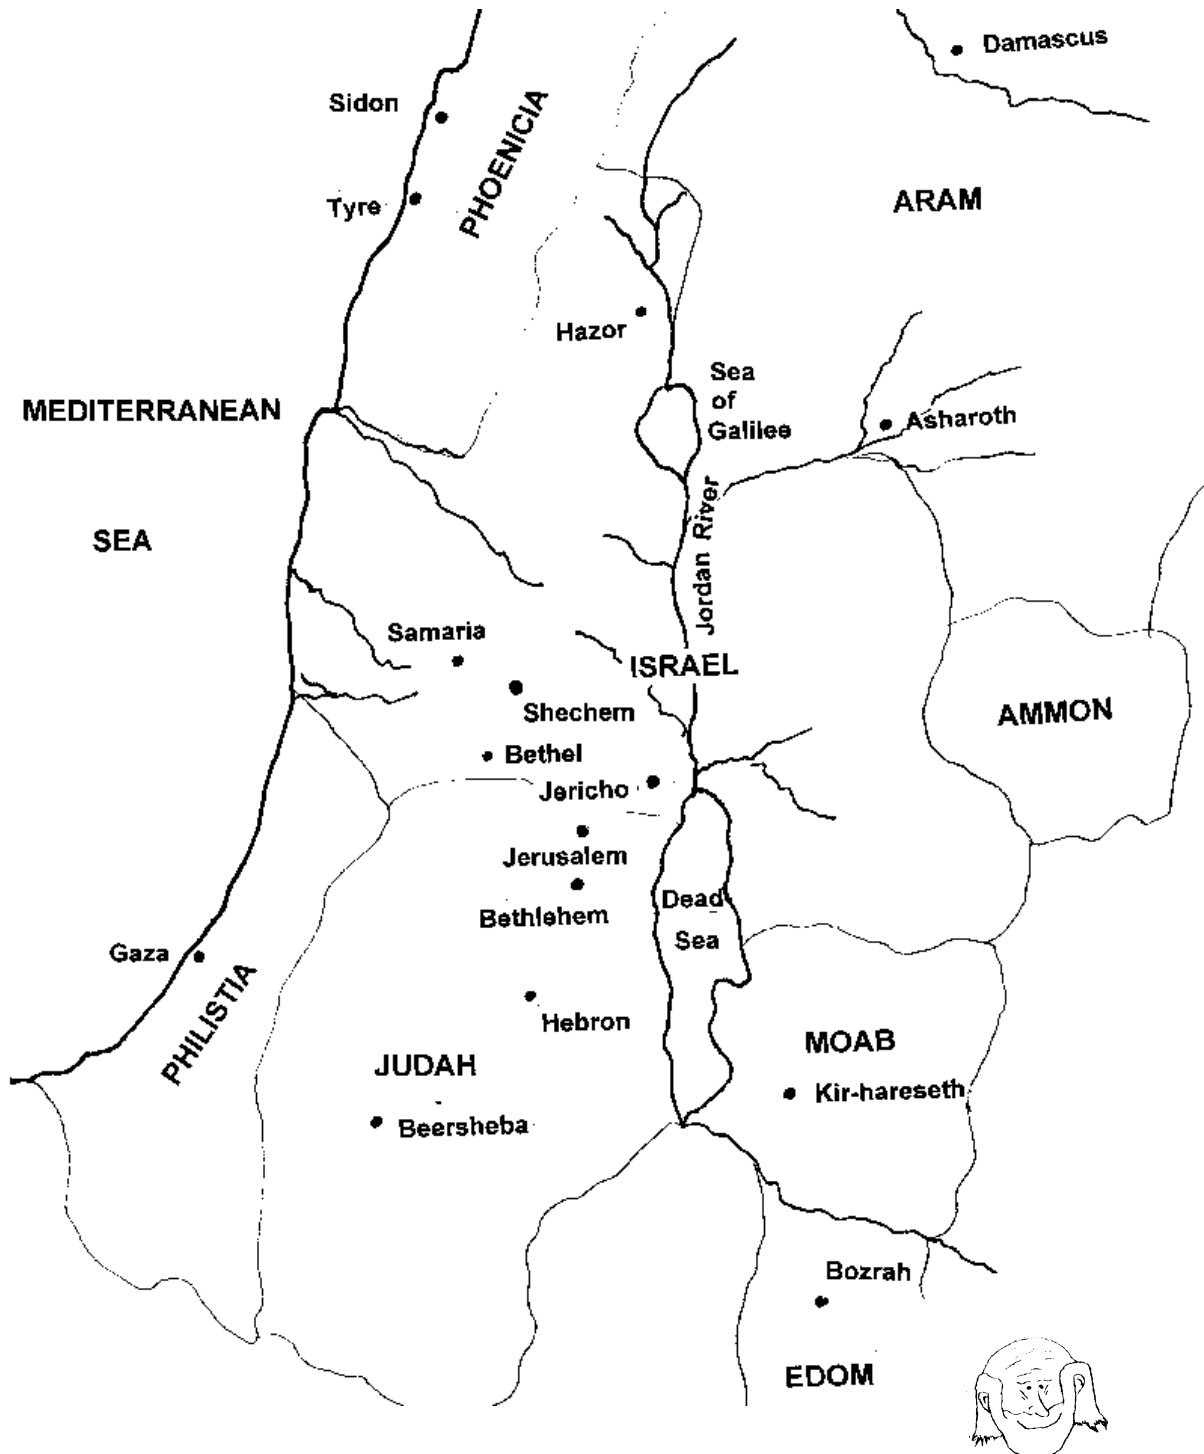 Damascus
Sidon
PHOENICIA
Tyre
ARAM
Hazor
Sea
of
Galilee
MEDITERRANEAN
SEA
Asharoth
Jordan River
Samaria
ISRAEL
Shechem
AMMON
Bethel
Jericho
Jerusalem
Bethlehem
Dead
Sea
Gaza
PHILISTIA
Hebron
MOAB
JUDAH
Kir-hareseth
Beersheba
Bozrah
EDOM